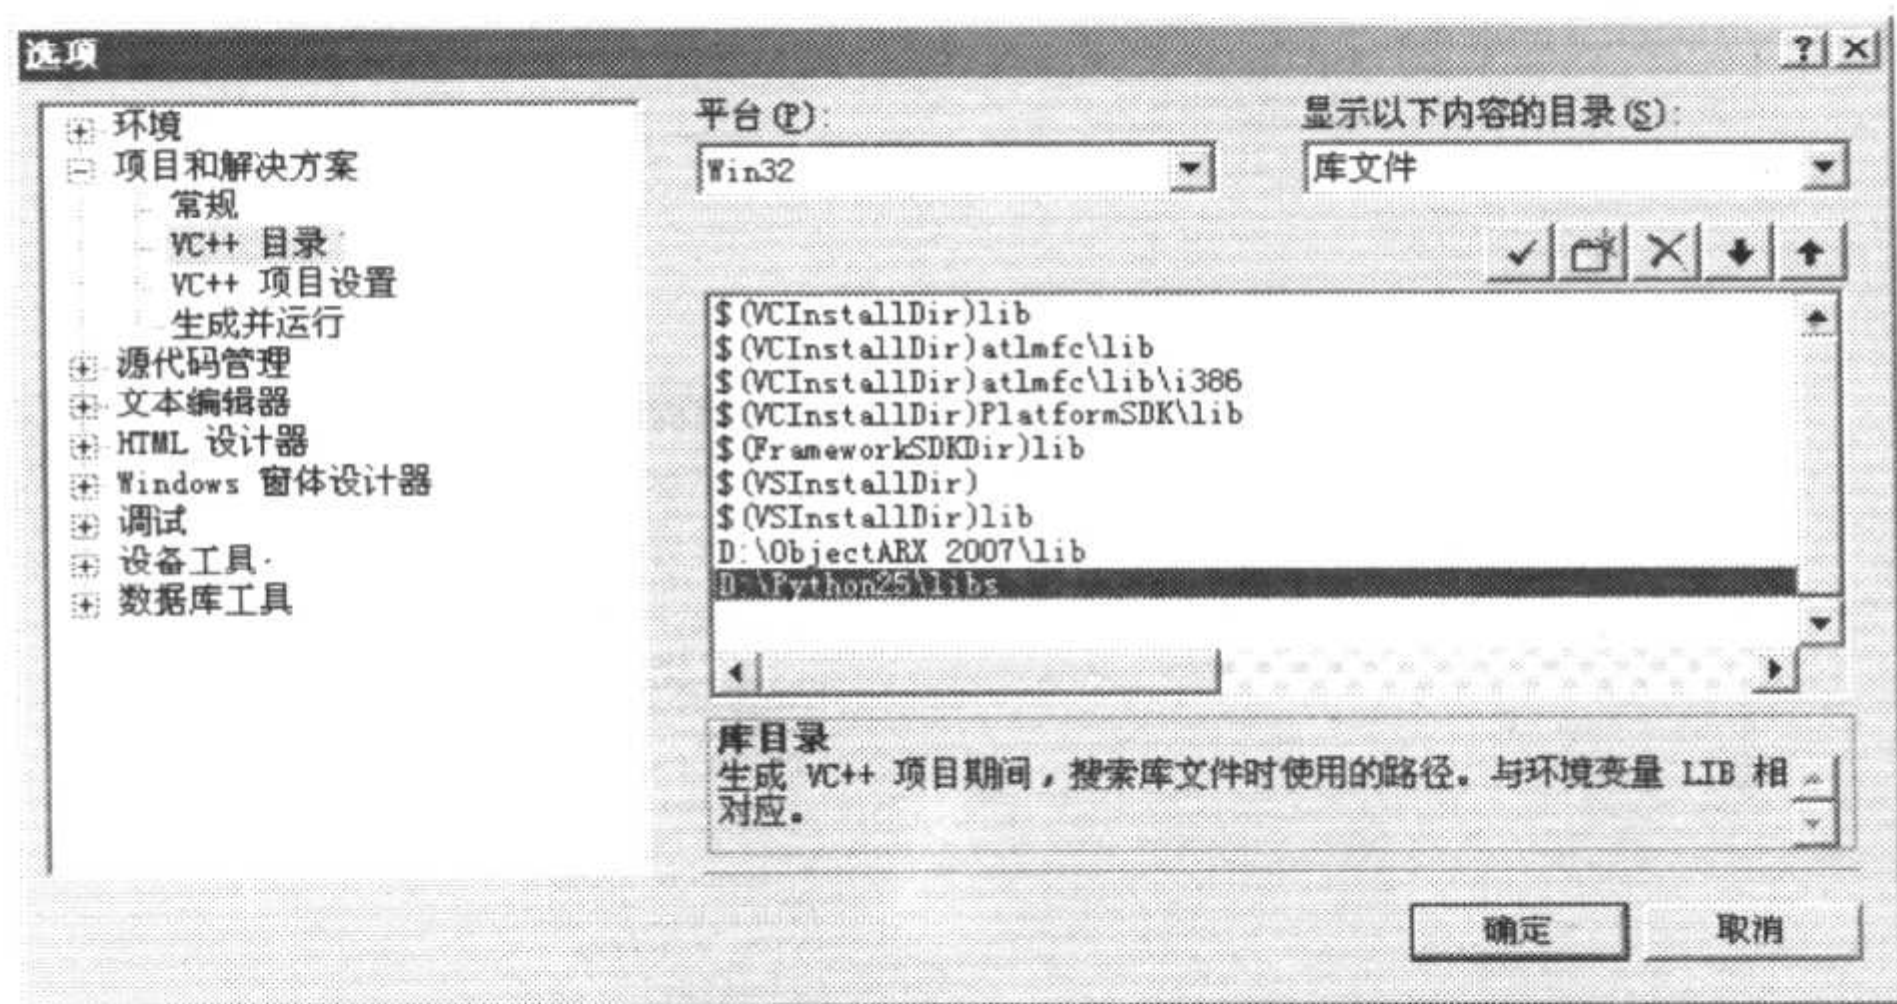 选项
环境
项目和解决方案
常规
VC++ 目录
VC++ 项目设置
生成并运行
源代码管理
文本编辑器
HTML 设计器
Windows 窗体设计器
调试
设备工具
数据库工具
平台(P):
Win32
显示以下内容的目录(S):
库文件
$(VCInstallDir)lib
$(VCInstallDir)atlmfc\lib
$(VCInstallDir)atlmfc\lib\i386
$(VCInstallDir)PlatformSDK\lib
$(FrameworkSDKDir)lib
$(VSInstallDir)
$(VSInstallDir)lib
D:\ObjectARX 2007\lib
D:\Python25\libs
库目录
生成 VC++ 项目期间，搜索库文件时使用的路径。与环境变量 LIB 相
对应。
确定
取消